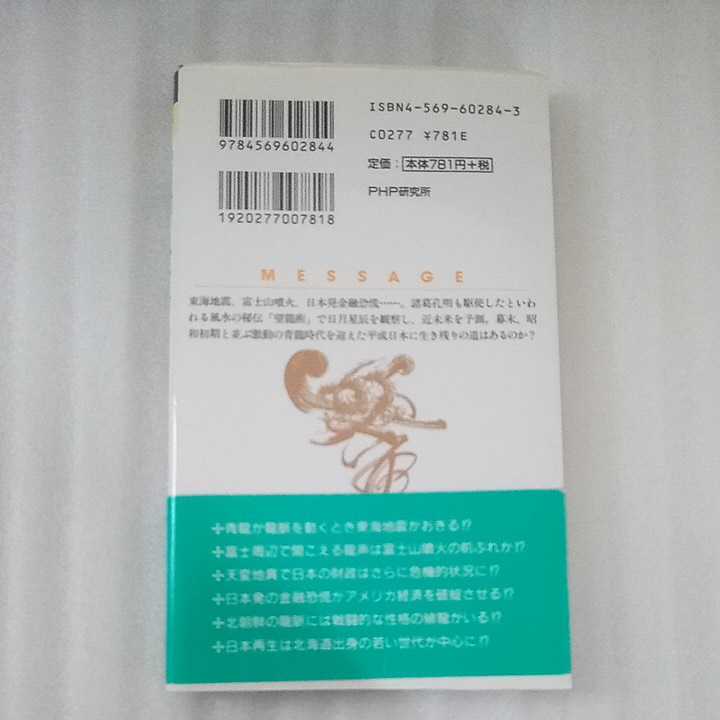 ISBN4-569-60284-3
9784569602844
C0277 ¥781E
定価：本体781円+税
1920277007818
PHP研究所
MESSAGE
東海地震、富士山噴火、日本発金融恐慌……。諸葛孔明も駆使したといわ
れる風水の秘伝「望龍術」で日月星辰を観察し、近未来を予測。幕末、昭
和初期と並ぶ激動の青龍時代を迎えた平成日本に生き残りの道はあるのか？
✚青龍が龍脈を動くとき東海地震がおきる!?
✚富士周辺で聞こえる龍声は富士山噴火の前ぶれか!?
✚天変地異で日本の財政はさらに危機的状況に!?
✚日本発の金融恐慌がアメリカ経済を破綻させる!?
✚北朝鮮の龍脈には戦闘的な性格の龍がいる!?
✚日本再生は北海道出身の若い世代が中心に!?